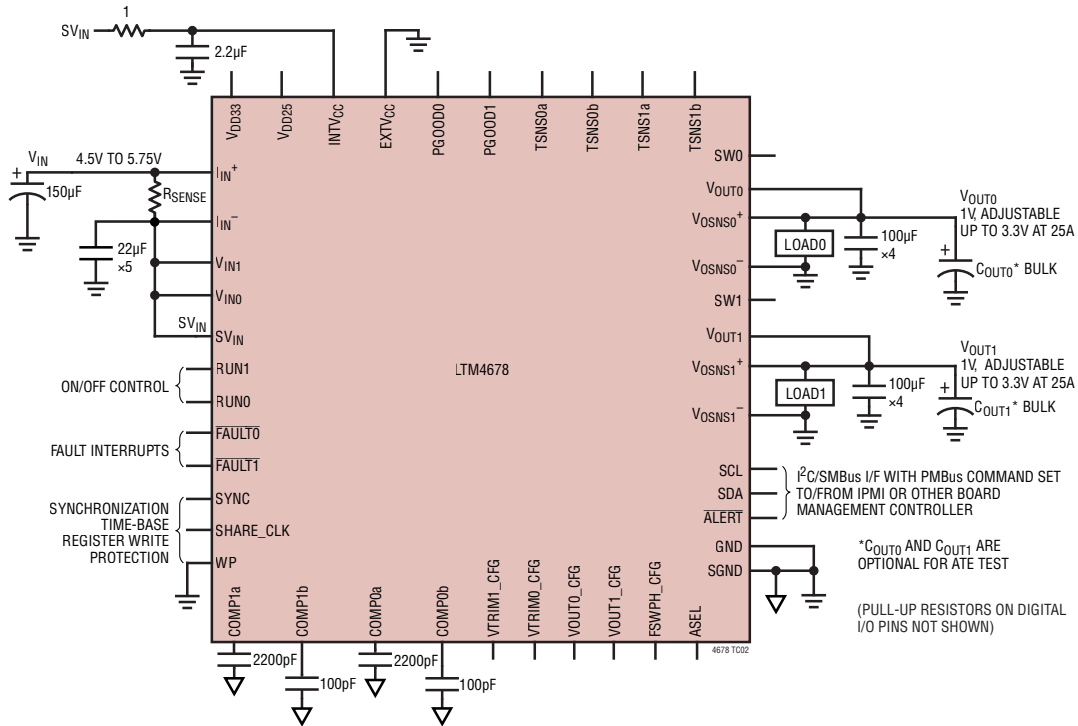 1
SVIN
2.2µF
VDD33
VDD25
INTVCC
EXTVCC
PGOOD0
PGOOD1
TSNS0a
TSNS0b
TSNS1a
TSNS1b
VIN
4.5V TO 5.75V
+
150µF
RSENSE
22µF
×5
SVIN
IIN+
IIN–
VIN1
VIN0
SVIN
RUN1
RUN0
FAULT0
FAULT1
SYNC
SHARE_CLK
WP
ON/OFF CONTROL
FAULT INTERRUPTS
SYNCHRONIZATION
TIME-BASE
REGISTER WRITE
PROTECTION
LTM4678
SW0
VOUT0
VOSNS0+
VOSNS0–
SW1
VOUT1
VOSNS1+
VOSNS1–
SCL
SDA
ALERT
GND
SGND
LOAD0
100µF
×4
VOUT0
1V, ADJUSTABLE
UP TO 3.3V AT 25A
+
COUT0* BULK
LOAD1
100µF
×4
VOUT1
1V, ADJUSTABLE
UP TO 3.3V AT 25A
+
COUT1* BULK
I2C/SMBus I/F WITH PMBus COMMAND SET
TO/FROM IPMI OR OTHER BOARD
MANAGEMENT CONTROLLER
*COUT0 AND COUT1 ARE
OPTIONAL FOR ATE TEST
(PULL-UP RESISTORS ON DIGITAL
I/O PINS NOT SHOWN)
COMP1a
COMP1b
COMP0a
COMP0b
VTRIM1_CFG
VTRIM0_CFG
VOUT0_CFG
VOUT1_CFG
FSWPH_CFG
ASEL
4678 TC02
2200pF
100pF
2200pF
100pF